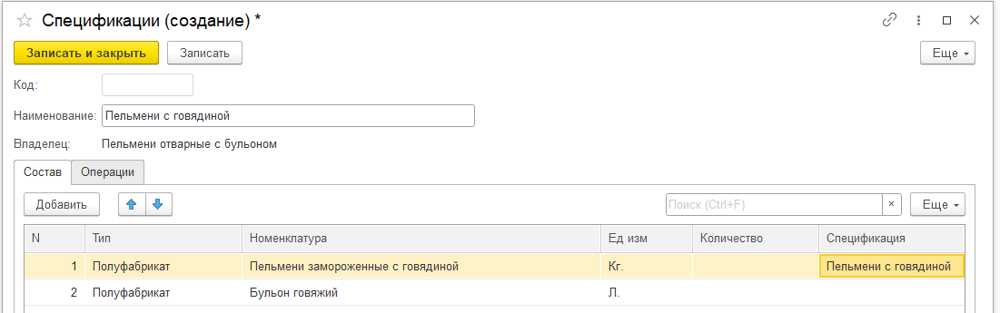 Спецификации (создание) *
Записать и закрыть Записать Еще
Код:
Наименование: Пельмени с говядиной
Владелец: Пельмени отварные с бульоном
Состав Операции
Добавить Поиск (Ctrl+F) × Еще
N Тип Номенклатура Ед изм Количество Спецификация
1 Полуфабрикат Пельмени замороженные с говядиной Кг. Пельмени с говядиной
2 Полуфабрикат Бульон говяжий Л.